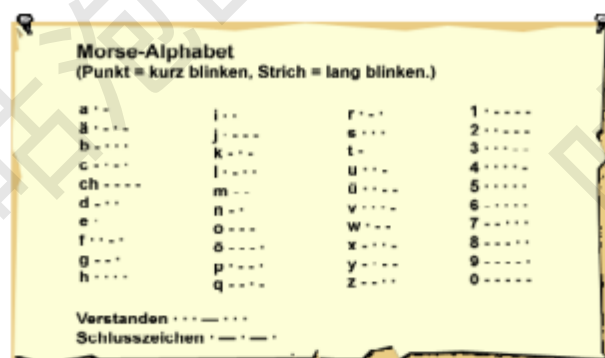 Morse-Alphabet
(Punkt = kurz blinken, Strich = lang blinken.)
a · -
ä · - · -
b - · · ·
c - · - ·
ch - - - -
d - · ·
e ·
f · · - ·
g - - ·
h · · · ·
i · ·
j · - - -
k - · -
l · - · ·
m - -
n - ·
o - - -
ö - - - ·
p · - - ·
q - - · -
r · - ·
s · · ·
t -
u · · -
ü · · - -
v · · · -
w · - -
x - · · -
y - · - -
z - - · ·
1 · - - - -
2 · · - - -
3 · · · - -
4 · · · · -
5 · · · · ·
6 - · · · ·
7 - - · · ·
8 - - - · ·
9 - - - - ·
0 - - - - -
Verstanden · · · — · · ·
Schlusszeichen · — · — ·